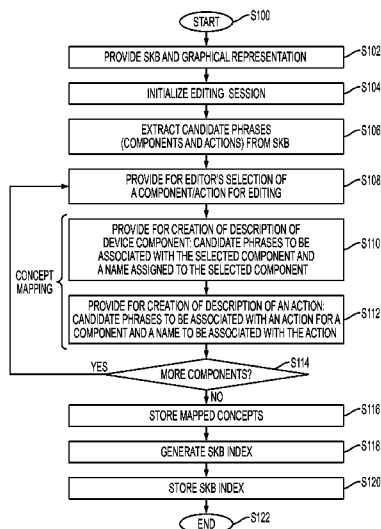 START
S100
PROVIDE SKB AND GRAPHICAL REPRESENTATION
S102
INITIALIZE EDITING SESSION
S104
EXTRACT CANDIDATE PHRASES
(COMPONENTS AND ACTIONS) FROM SKB
S106
PROVIDE FOR EDITOR'S SELECTION OF
A COMPONENT/ACTION FOR EDITING
S108
CONCEPT
MAPPING
PROVIDE FOR CREATION OF DESCRIPTION OF
DEVICE COMPONENT: CANDIDATE PHRASES TO BE
ASSOCIATED WITH THE SELECTED COMPONENT AND
A NAME ASSIGNED TO THE SELECTED COMPONENT
S110
PROVIDE FOR CREATION OF DESCRIPTION OF AN ACTION:
CANDIDATE PHRASES TO BE ASSOCIATED WITH AN ACTION FOR A
COMPONENT AND A NAME TO BE ASSOCIATED WITH THE ACTION
S112
YES
MORE COMPONENTS?
S114
NO
STORE MAPPED CONCEPTS
S116
GENERATE SKB INDEX
S118
STORE SKB INDEX
S120
END
S122